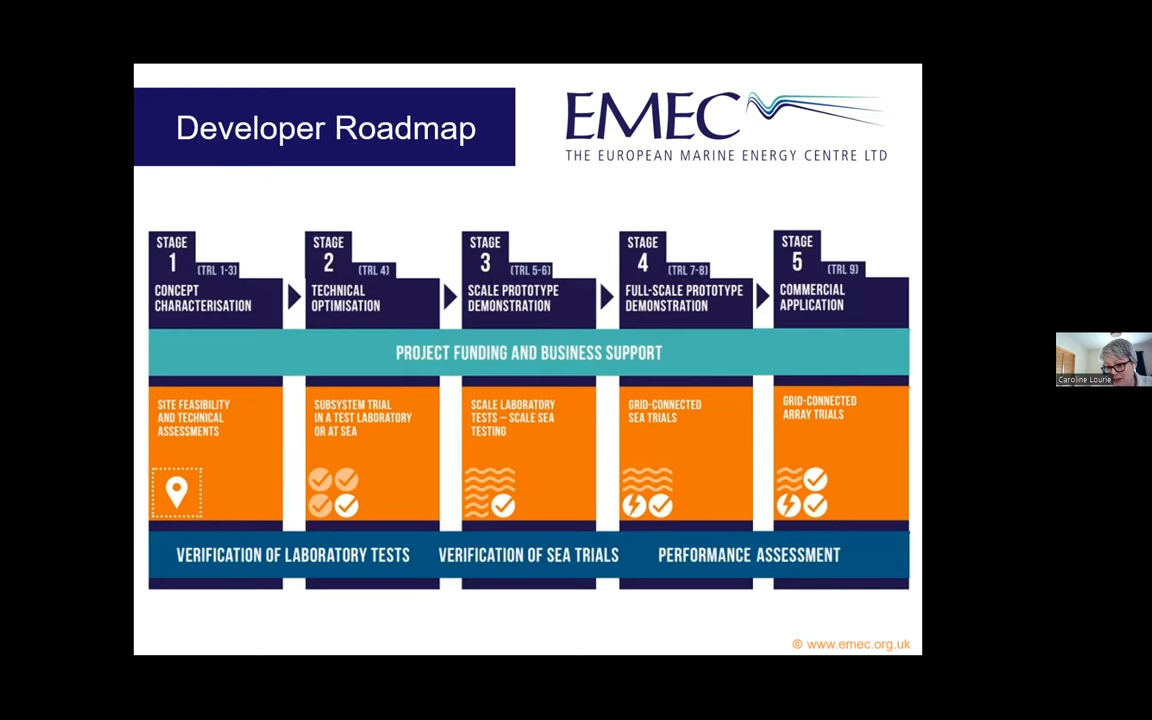 Developer Roadmap
EMEC
THE EUROPEAN MARINE ENERGY CENTRE LTD
STAGE
1
(TRL 1-3)
CONCEPT
CHARACTERISATION
STAGE
2
(TRL 4)
TECHNICAL
OPTIMISATION
STAGE
3
(TRL 5-6)
SCALE PROTOTYPE
DEMONSTRATION
STAGE
4
(TRL 7-8)
FULL-SCALE PROTOTYPE
DEMONSTRATION
STAGE
5
(TRL 9)
COMMERCIAL
APPLICATION
PROJECT FUNDING AND BUSINESS SUPPORT
SITE FEASIBILITY
AND TECHNICAL
ASSESSMENTS
SUBSYSTEM TRIAL
IN A TEST LABORATORY
OR AT SEA
SCALE LABORATORY
TESTS – SCALE SEA
TESTING
GRID-CONNECTED
SEA TRIALS
GRID-CONNECTED
ARRAY TRIALS
VERIFICATION OF LABORATORY TESTS
VERIFICATION OF SEA TRIALS
PERFORMANCE ASSESSMENT
© www.emec.org.uk
Caroline Lourie